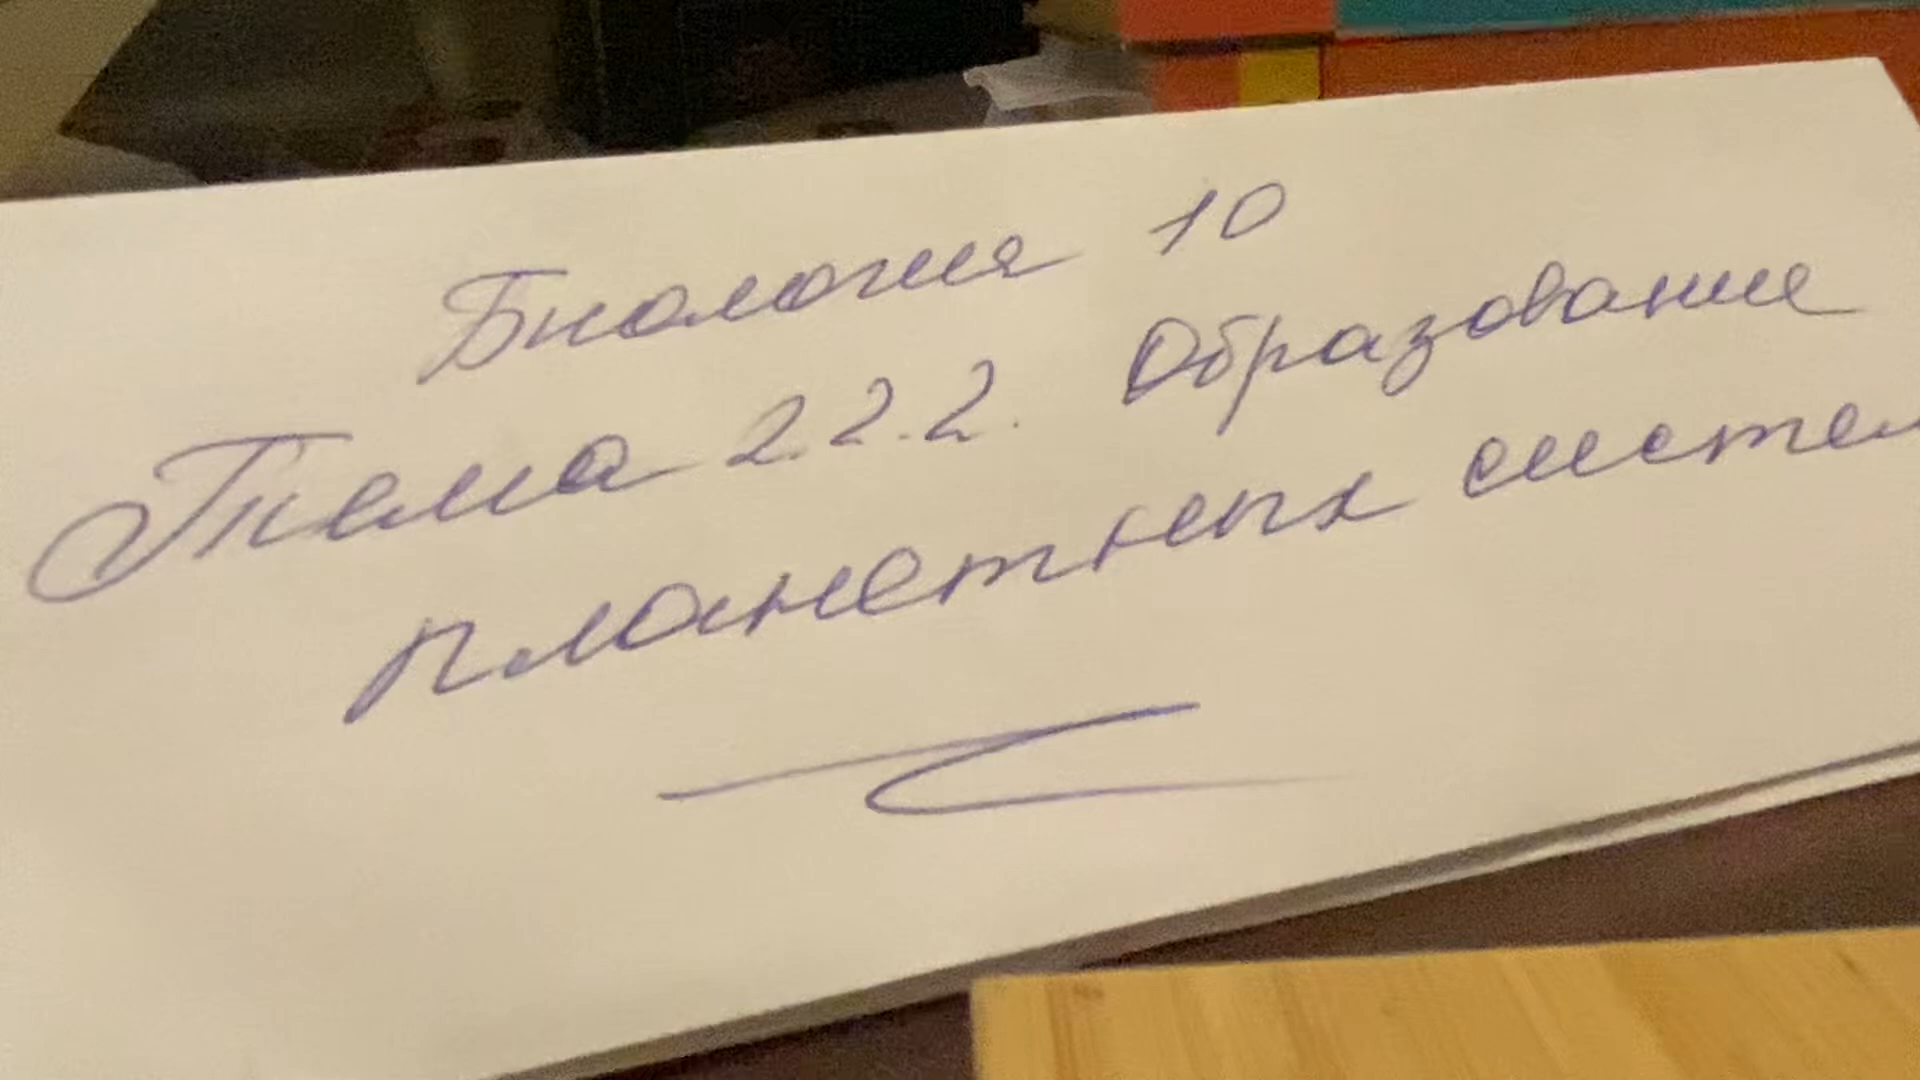 Биология 10
Тема 2.2.2. Образование
планетных систем